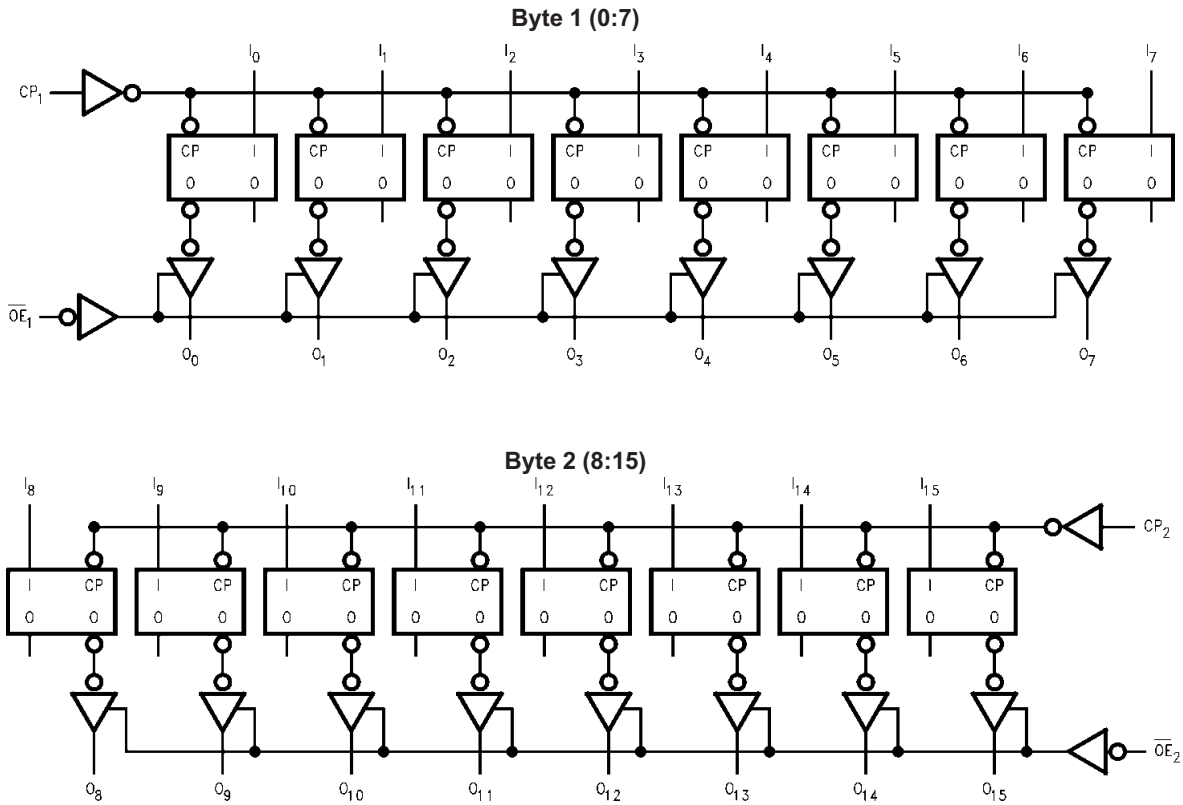 Byte 1 (0:7)
I0 I1 I2 I3 I4 I5 I6 I7
CP1
CP I CP I CP I CP I CP I CP I CP I CP I
O O O O O O O O O O O O O O O O
OE1
O0 O1 O2 O3 O4 O5 O6 O7
Byte 2 (8:15)
I8 I9 I10 I11 I12 I13 I14 I15
CP2
I CP I CP I CP I CP I CP I CP I CP I CP
O O O O O O O O O O O O O O O O
OE2
O8 O9 O10 O11 O12 O13 O14 O15